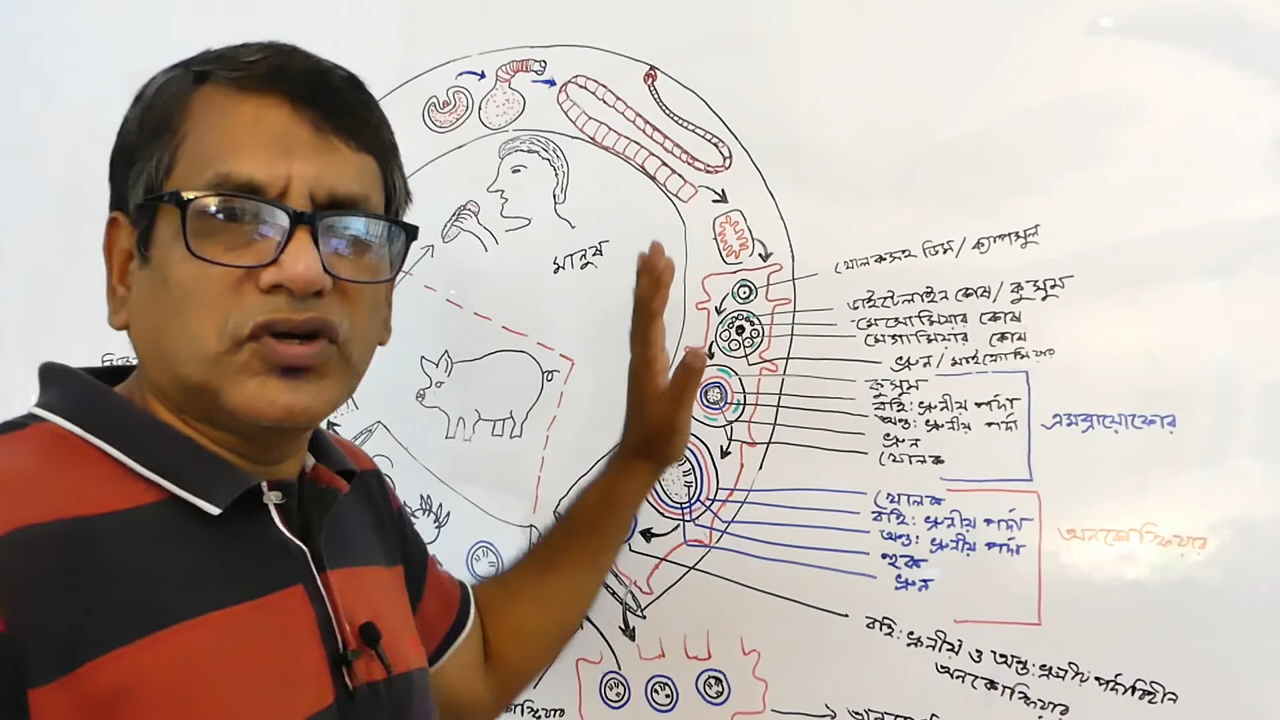 মানুষ
খোলকসহ ডিম/ ক্যাপসুল
ভাইটেলাইন কোষ/ কুসুম
মেসোমিয়ার কোষ
মেগামিয়ার কোষ
ভ্রুন/ মাইক্রোমিয়ার
কুসুম
বহি: ভ্রুনীয় পর্দা
অন্ত: ভ্রুনীয় পর্দা
ভ্রুন
খোলক
এমব্রায়োফোর
খোলক
বহি: ভ্রুনীয় পর্দা
অন্ত: ভ্রুনীয় পর্দা
হুক
ভ্রুন
অনকোস্ফিয়ার
বহি: ভ্রুনীয় ও অন্ত: ভ্রুনীয় পর্দাবিহীন
অনকোস্ফিয়ার